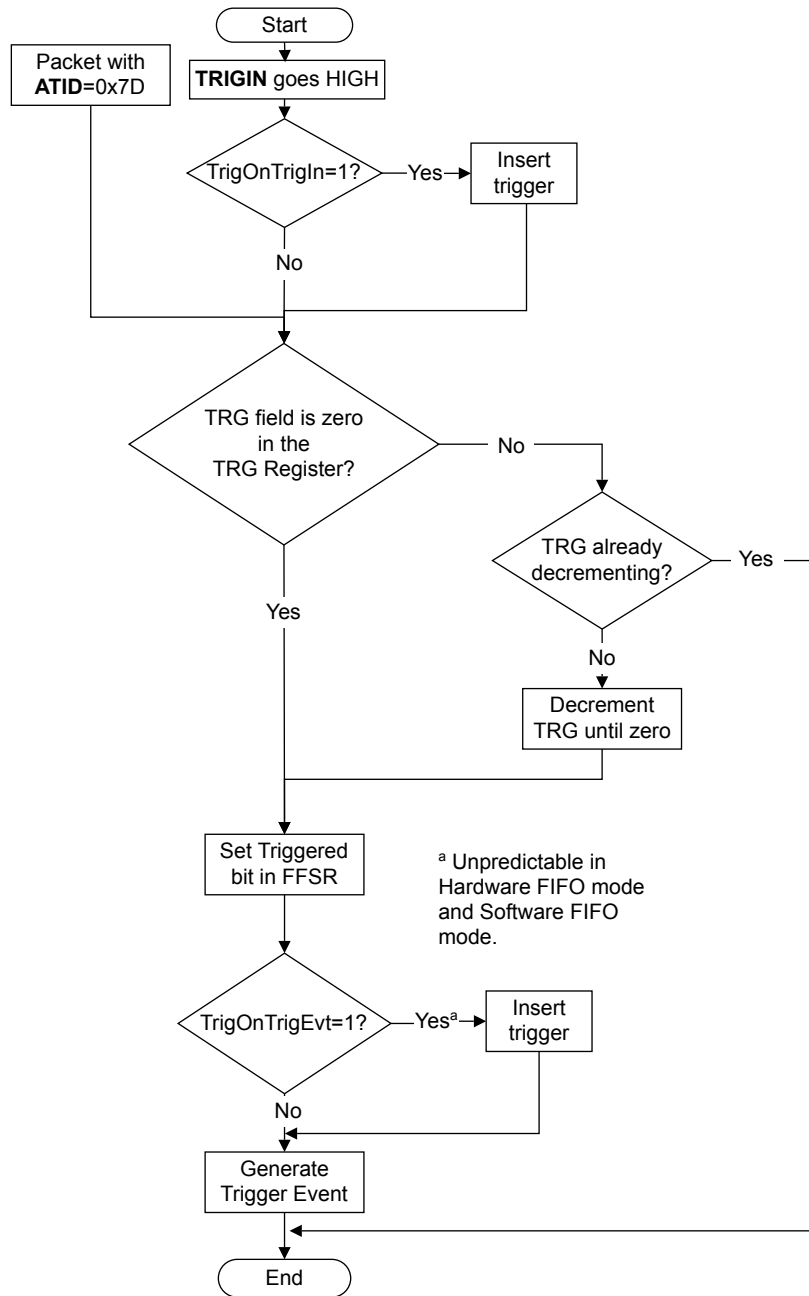 Start
Packet with
ATID=0x7D
TRIGIN goes HIGH
TrigOnTrigIn=1?
Yes
Insert
trigger
No
TRG field is zero
in the
TRG Register?
No
TRG already
decrementing?
Yes
Yes
No
Decrement
TRG until zero
Set Triggered
bit in FFSR
a Unpredictable in
Hardware FIFO mode
and Software FIFO
mode.
TrigOnTrigEvt=1?
Yesa
Insert
trigger
No
Generate
Trigger Event
End